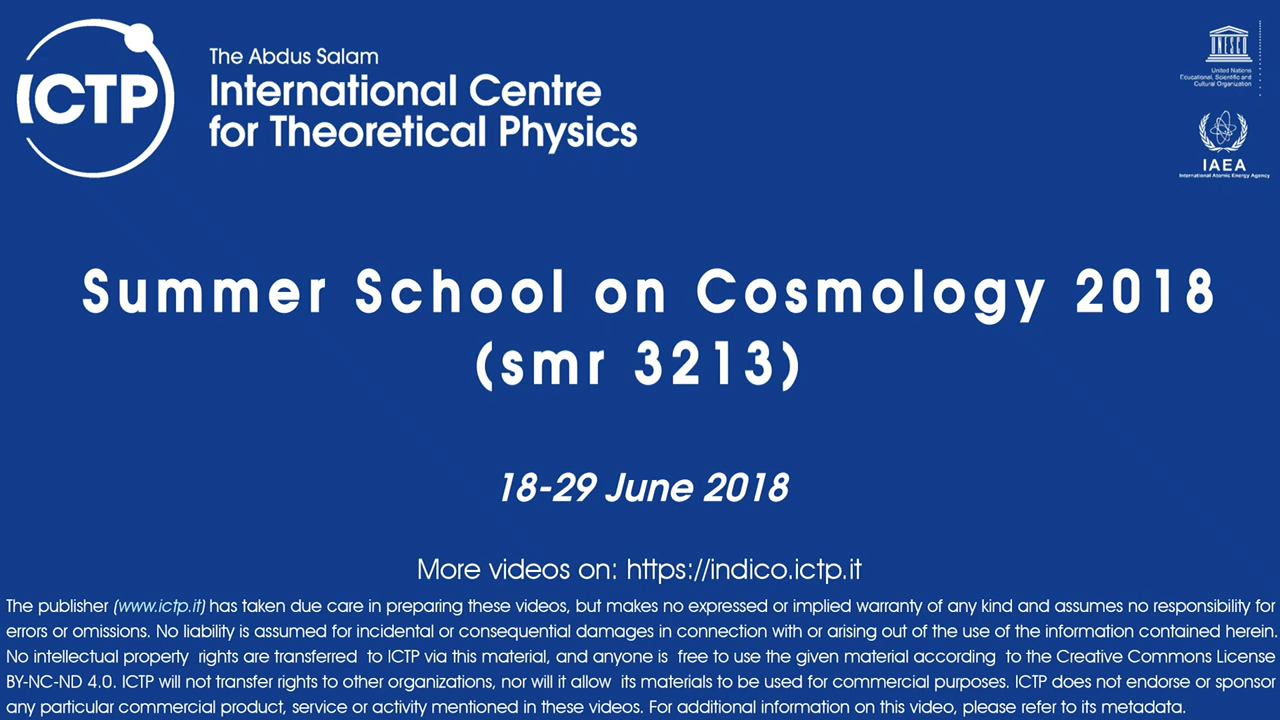 ICTP
The Abdus Salam
International Centre
for Theoretical Physics
UNESCO
United Nations
Educational, Scientific and
Cultural Organization
IAEA
International Atomic Energy Agency
Summer School on Cosmology 2018
(smr 3213)
18-29 June 2018
More videos on: https://indico.ictp.it
The publisher (www.ictp.it) has taken due care in preparing these videos, but makes no expressed or implied warranty of any kind and assumes no responsibility for
errors or omissions. No liability is assumed for incidental or consequential damages in connection with or arising out of the use of the information contained herein.
No intellectual property rights are transferred to ICTP via this material, and anyone is free to use the given material according to the Creative Commons License
BY-NC-ND 4.0. ICTP will not transfer rights to other organizations, nor will it allow its materials to be used for commercial purposes. ICTP does not endorse or sponsor
any particular commercial product, service or activity mentioned in these videos. For additional information on this video, please refer to its metadata.